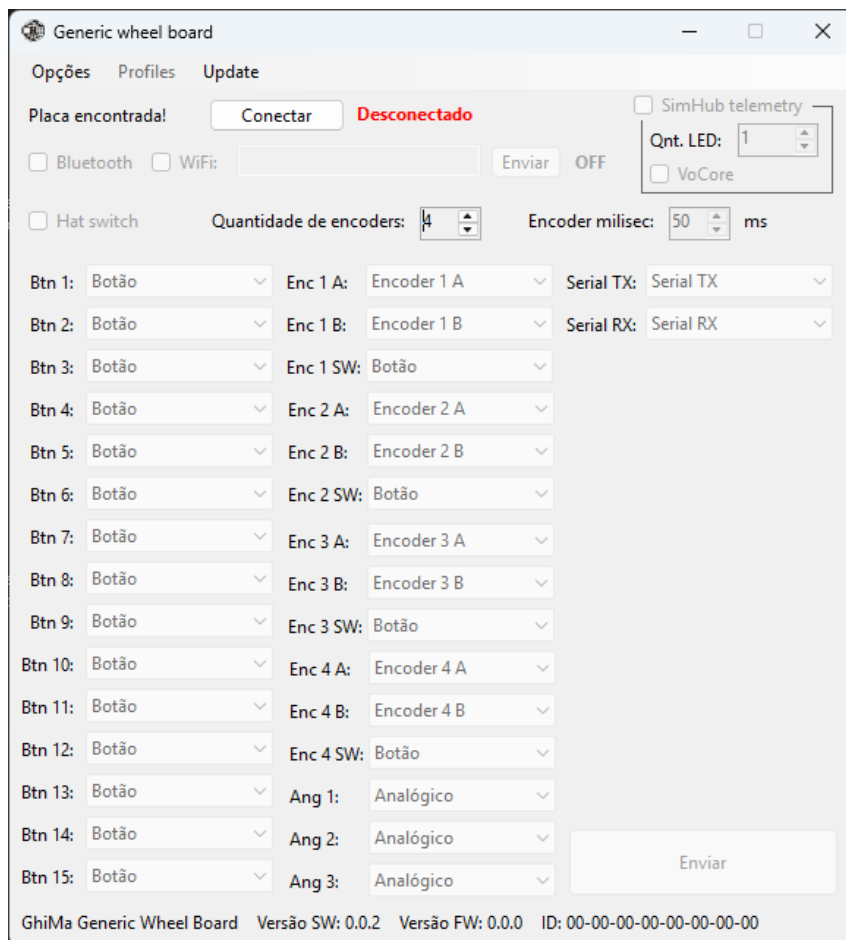 Generic wheel board
Opções Profiles Update
Placa encontrada! Conectar Desconectado SimHub telemetry
Qnt. LED: 1
Bluetooth WiFi: Enviar OFF
VoCore
Hat switch Quantidade de encoders: 4 Encoder milisec: 50 ms
Btn 1: Botão Enc 1 A: Encoder 1 A Serial TX: Serial TX
Btn 2: Botão Enc 1 B: Encoder 1 B Serial RX: Serial RX
Btn 3: Botão Enc 1 SW: Botão
Btn 4: Botão Enc 2 A: Encoder 2 A
Btn 5: Botão Enc 2 B: Encoder 2 B
Btn 6: Botão Enc 2 SW: Botão
Btn 7: Botão Enc 3 A: Encoder 3 A
Btn 8: Botão Enc 3 B: Encoder 3 B
Btn 9: Botão Enc 3 SW: Botão
Btn 10: Botão Enc 4 A: Encoder 4 A
Btn 11: Botão Enc 4 B: Encoder 4 B
Btn 12: Botão Enc 4 SW: Botão
Btn 13: Botão Ang 1: Analógico
Btn 14: Botão Ang 2: Analógico
Enviar
Btn 15: Botão Ang 3: Analógico
GhiMa Generic Wheel Board Versão SW: 0.0.2 Versão FW: 0.0.0 ID: 00-00-00-00-00-00-00-00